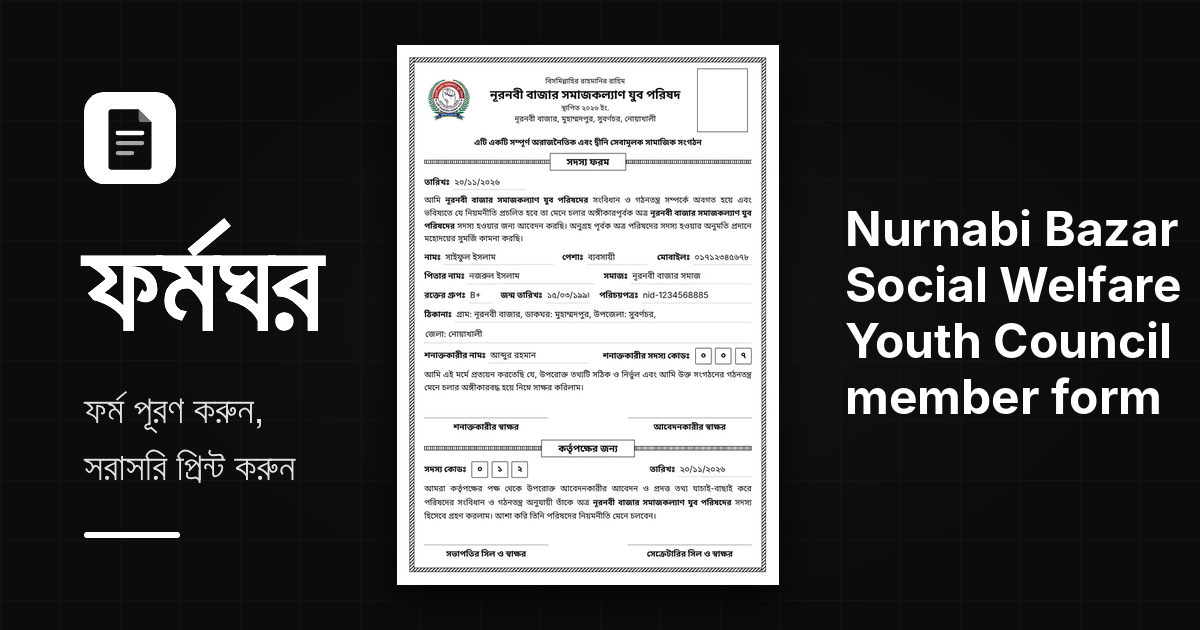 ফর্মঘর
ফর্ম পূরণ করুন,
সরাসরি প্রিন্ট করুন
বিসমিল্লাহির রাহমানির রাহিম
নূরনবী বাজার সমাজকল্যাণ যুব পরিষদ
স্থাপিত ২০২৬ ইং.
নূরনবী বাজার, মুহাম্মদপুর, সুবর্ণচর, নোয়াখালী
এটি একটি সম্পূর্ণ অরাজনৈতিক এবং দ্বীনি সেবামূলক সামাজিক সংগঠন
সদস্য ফরম
তারিখঃ ২০/১১/২০২৬
আমি নূরনবী বাজার সমাজকল্যাণ যুব পরিষদের সংবিধান ও গঠনতন্ত্র সম্পর্কে অবগত হয়ে এবং
ভবিষ্যতে যে নিয়মনীতি প্রচলিত হবে তা মেনে চলার অঙ্গীকারপূর্বক অত্র নূরনবী বাজার সমাজকল্যাণ যুব
পরিষদের সদস্য হওয়ার জন্য আবেদন করছি। অনুগ্রহ পূর্বক অত্র পরিষদের সদস্য হওয়ার অনুমতি প্রদানে
মহোদয়ের সুমর্জি কামনা করছি।
নামঃ সাইফুল ইসলাম পেশাঃ ব্যবসায়ী মোবাইলঃ ০১৭১২৩৪৫৬৭৮
পিতার নামঃ নজরুল ইসলাম সমাজঃ নূরনবী বাজার সমাজ
রক্তের গ্রুপঃ B+ জন্ম তারিখঃ ১৫/০৩/১৯৯১ পরিচয়পত্রঃ nid-1234568885
ঠিকানাঃ গ্রাম: নূরনবী বাজার, ডাকঘর: মুহাম্মদপুর, উপজেলা: সুবর্ণচর,
জেলা: নোয়াখালী
শনাক্তকারীর নামঃ আব্দুর রহমান শনাক্তকারীর সদস্য কোডঃ ০ ০ ৭
আমি এই মর্মে প্রত্যয়ন করতেছি যে, উপরোক্ত তথ্যটি সঠিক ও নির্ভুল এবং আমি উক্ত সংগঠনের গঠনতন্ত্র
মেনে চলার অঙ্গীকারবদ্ধ হয়ে নিম্নে সাক্ষর করিলাম।
শনাক্তকারীর স্বাক্ষর আবেদনকারীর স্বাক্ষর
কর্তৃপক্ষের জন্য
সদস্য কোডঃ ০ ১ ২ তারিখঃ ২০/১১/২০২৬
আমরা কর্তৃপক্ষের পক্ষ থেকে উপরোক্ত আবেদনকারীর আবেদন ও প্রদত্ত তথ্য যাচাই-বাছাই করে
পরিষদের সংবিধান ও গঠনতন্ত্র অনুযায়ী তাঁকে অত্র নূরনবী বাজার সমাজকল্যাণ যুব পরিষদের সদস্য
হিসেবে গ্রহণ করলাম। আশা করি তিনি পরিষদের নিয়মনীতি মেনে চলবেন।
সভাপতির সিল ও স্বাক্ষর সেক্রেটারির সিল ও স্বাক্ষর
Nurnabi Bazar
Social Welfare
Youth Council
member form